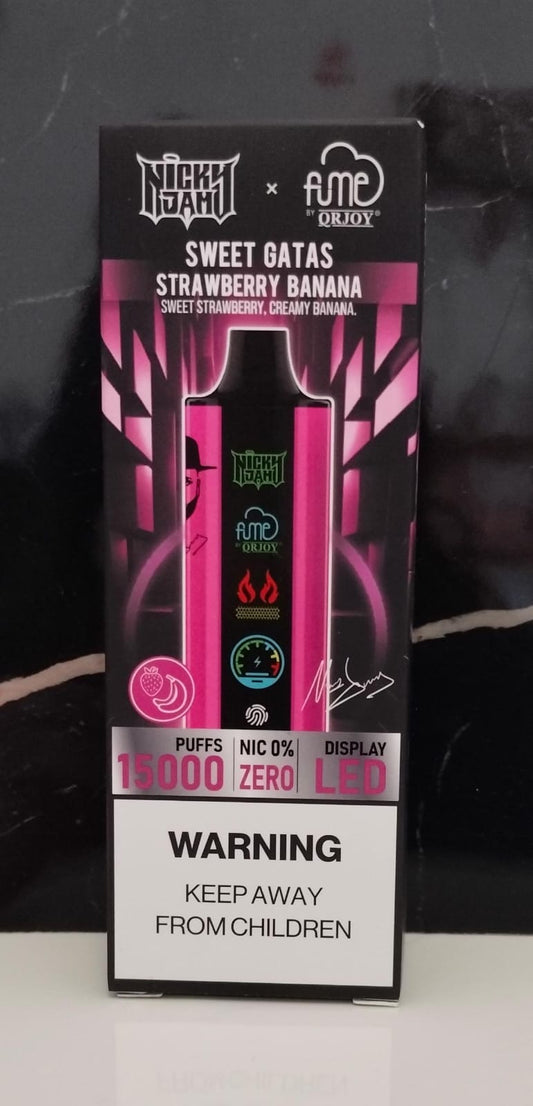 NICKY JAM × fume
BY QRJOY®
SWEET GATAS
STRAWBERRY BANANA
SWEET STRAWBERRY, CREAMY BANANA.
NICKY JAM
fume
BY QRJOY
PUFFS NIC 0% DISPLAY
15000 ZERO LED
WARNING
KEEP AWAY
FROM CHILDREN